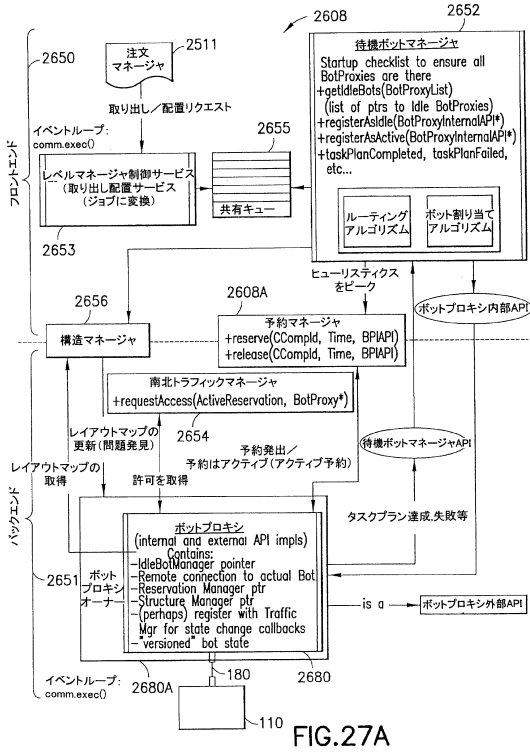 2608
2652
2650
注文
マネージャ
2511
取り出し／配置リクエスト
イベントループ:
comm.exec()
フロントエンド
レベルマネージャ制御サービス
(取り出し配置サービス
(ジョブに変換)
2653
2655
共有キュー
待機ボットマネージャ
Startup checklist to ensure all
BotProxies are there
+getIdleBots(BotProxyList)
(list of ptrs to Idle BotProxies)
+registerAsIdle(BotProxyInternalAPI*)
+registerAsActive(BotProxyInternalAPI*)
+taskPlanCompleted, taskPlanFailed,
etc...
ルーティング
アルゴリズム
ボット割り当て
アルゴリズム
ヒューリスティクス
をピーク
ボットプロキシ内部API
2656
構造マネージャ
2608A
予約マネージャ
+reserve(CCompId, Time, BPIAPI)
+release(CCompId, Time, BPIAPI)
南北トラフィックマネージャ
+requestAccess(ActiveReservation, BotProxy*)
2654
レイアウトマップの
更新(問題発見)
レイアウトマップの
取得
許可を取得
予約発出／
予約はアクティブ(アクティブ予約)
待機ボットマネージャAPI
タスクプラン達成,失敗等
バックエンド
2651
ボット
プロキシ
オーナー
ボットプロキシ
(internal and external API impls)
Contains:
-IdleBotManager pointer
-Remote connection to actual Bot
-Reservation Manager ptr
-Structure Manager ptr
-(perhaps) register with Traffic
Mgr for state change callbacks
-"versioned" bot state
is a
ボットプロキシ外部API
イベントループ:
comm.exec()
2680A
180
2680
110
FIG.27A